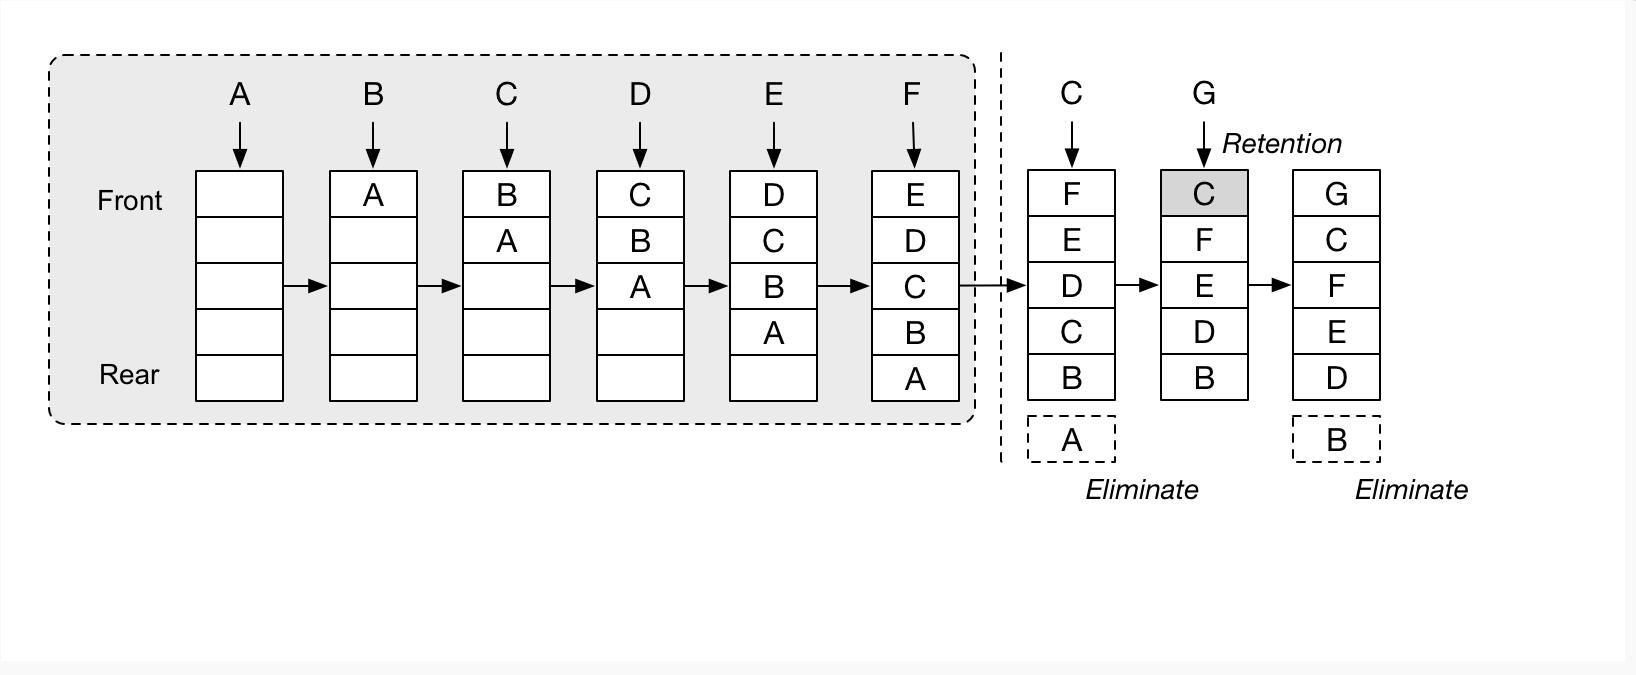 A B C D E F C G
Retention
Front A B C D E F C G
A B C D E F C
A B C D E F
A B C D E
Rear A B B D
A B
Eliminate Eliminate